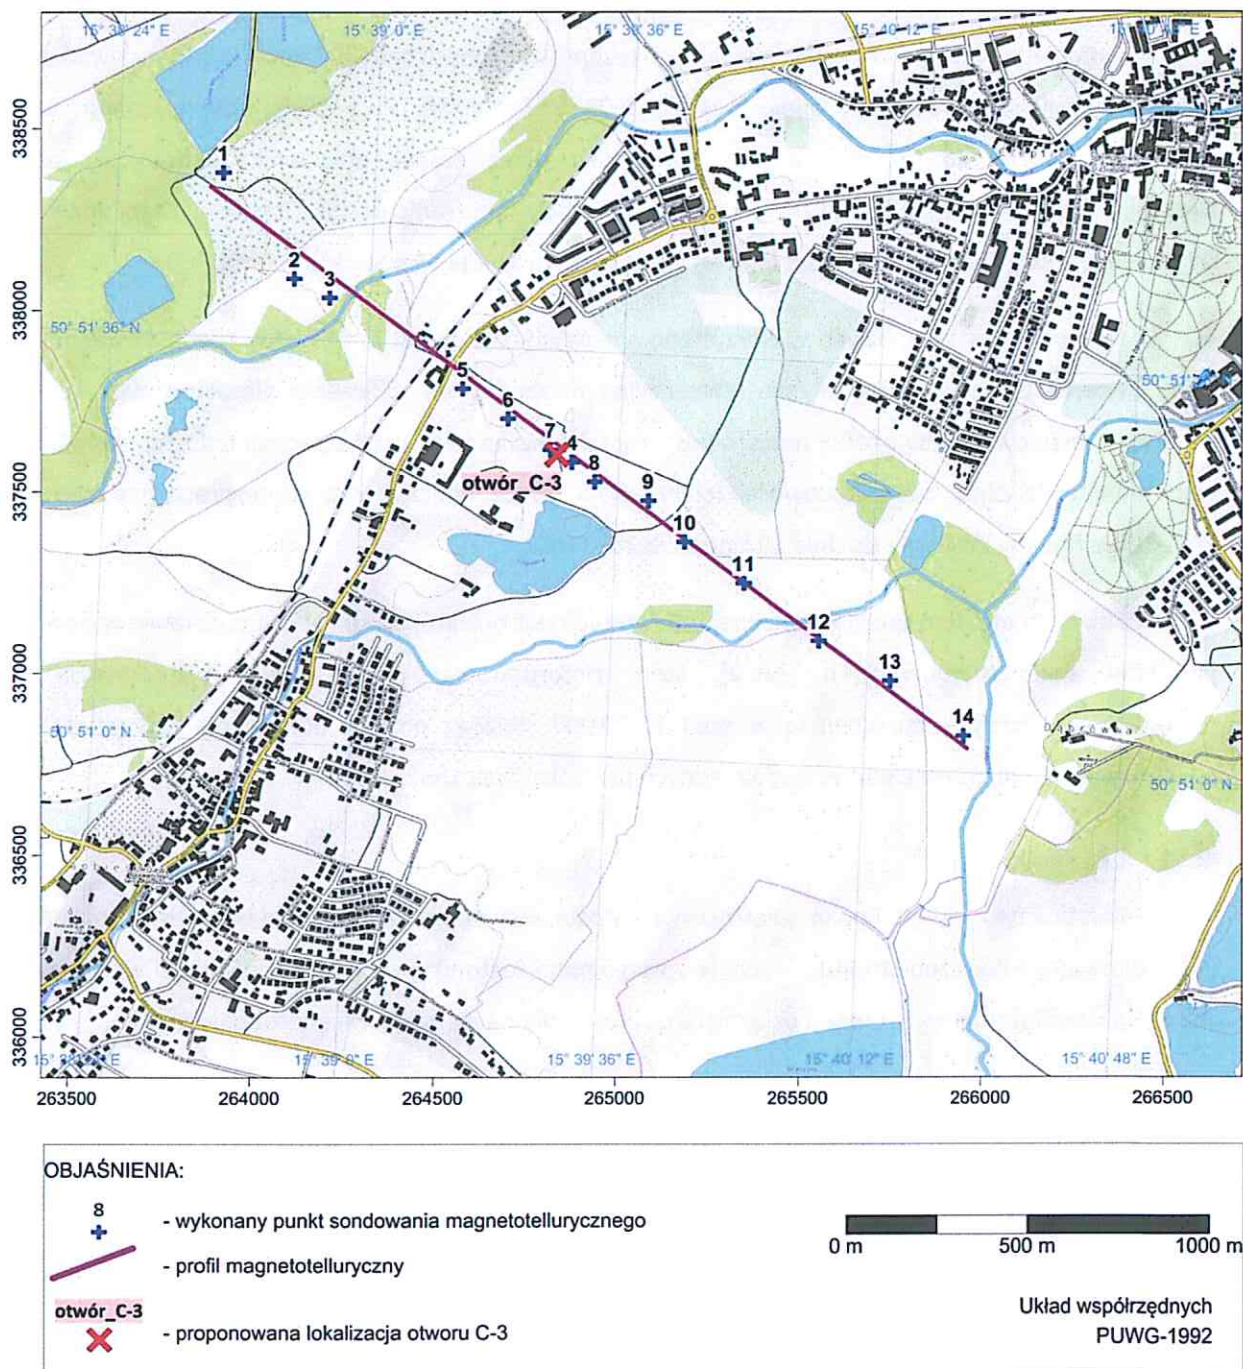 15° 38' 24" E
15° 39' 0" E
15° 39' 36" E
15° 40' 12" E
338500
1
2
3
338000
50° 51' 36" N
5
6
7
4
8
otwór_C-3
9
337500
10
11
12
13
337000
14
50° 51' 0" N
Dąbrówka
50° 51' 0" N
336500
336000
15° 39' 0" E
15° 39' 36" E
15° 40' 12" E
15° 40' 48" E
263500
264000
264500
265000
265500
266000
266500
OBJAŚNIENIA:
8
- wykonany punkt sondowania magnetotellurycznego
- profil magnetotelluryczny
otwór_C-3
- proponowana lokalizacja otworu C-3
0 m
500 m
1000 m
Układ współrzędnych
PUWG-1992